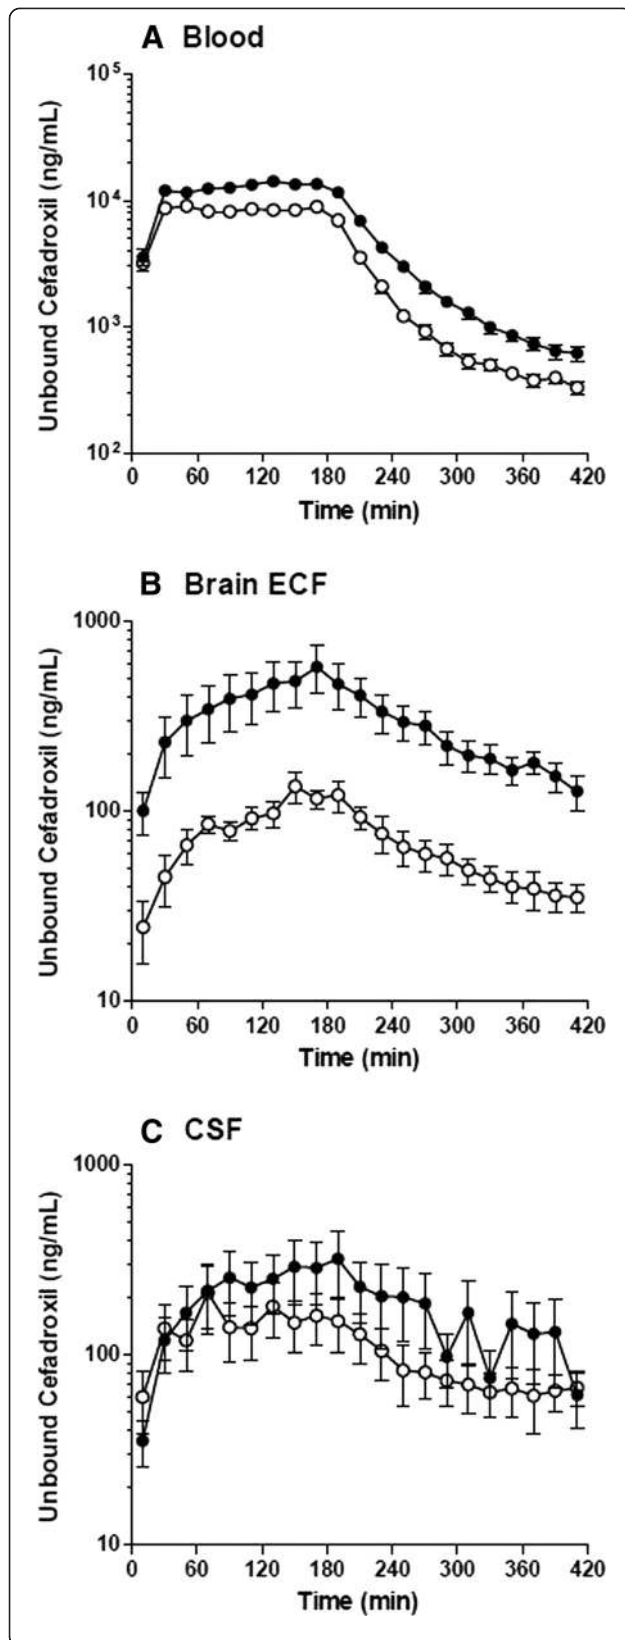 A Blood
10⁵
10⁴
10³
10²
Unbound Cefadroxil (ng/mL)
0 60 120 180 240 300 360 420
Time (min)
B Brain ECF
1000
100
10
Unbound Cefadroxil (ng/mL)
0 60 120 180 240 300 360 420
Time (min)
C CSF
1000
100
10
Unbound Cefadroxil (ng/mL)
0 60 120 180 240 300 360 420
Time (min)